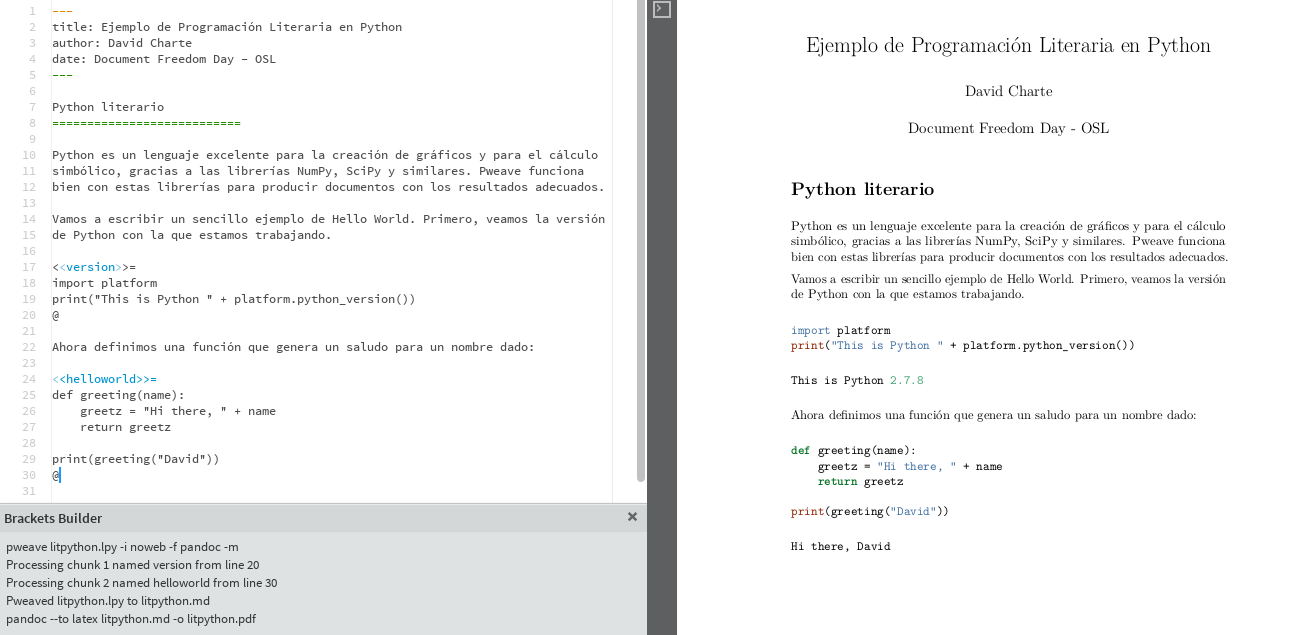 1 ---
2 title: Ejemplo de Programación Literaria en Python
3 author: David Charte
4 date: Document Freedom Day - OSL
5 ---
6
7 Python literario
8 ===========================
9
10 Python es un lenguaje excelente para la creación de gráficos y para el cálculo
11 simbólico, gracias a las librerías NumPy, SciPy y similares. Pweave funciona
12 bien con estas librerías para producir documentos con los resultados adecuados.
13
14 Vamos a escribir un sencillo ejemplo de Hello World. Primero, veamos la versión
15 de Python con la que estamos trabajando.
16
17 <<version>>=
18 import platform
19 print("This is Python " + platform.python_version())
20 @
21
22 Ahora definimos una función que genera un saludo para un nombre dado:
23
24 <<helloworld>>=
25 def greeting(name):
26     greetz = "Hi there, " + name
27     return greetz
28
29 print(greeting("David"))
30 @
31
Brackets Builder
pweave litpython.lpy -i noweb -f pandoc -m
Processing chunk 1 named version from line 20
Processing chunk 2 named helloworld from line 30
Pweaved litpython.lpy to litpython.md
pandoc --to latex litpython.md -o litpython.pdf
Ejemplo de Programación Literaria en Python
David Charte
Document Freedom Day - OSL
Python literario
Python es un lenguaje excelente para la creación de gráficos y para el cálculo
simbólico, gracias a las librerías NumPy, SciPy y similares. Pweave funciona
bien con estas librerías para producir documentos con los resultados adecuados.
Vamos a escribir un sencillo ejemplo de Hello World. Primero, veamos la versión
de Python con la que estamos trabajando.
import platform
print("This is Python " + platform.python_version())
This is Python 2.7.8
Ahora definimos una función que genera un saludo para un nombre dado:
def greeting(name):
    greetz = "Hi there, " + name
    return greetz
print(greeting("David"))
Hi there, David